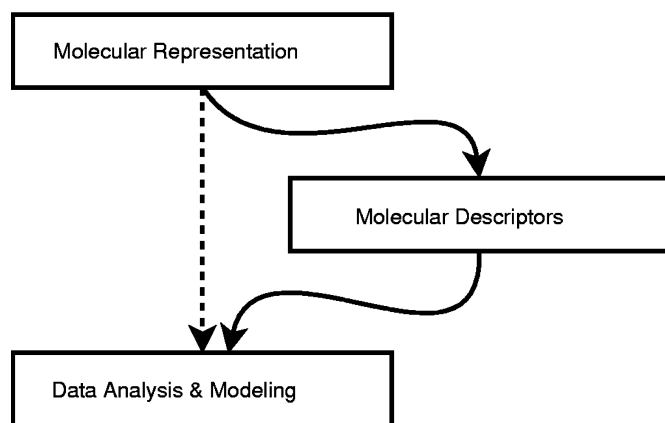 Molecular Representation
Molecular Descriptors
Data Analysis & Modeling